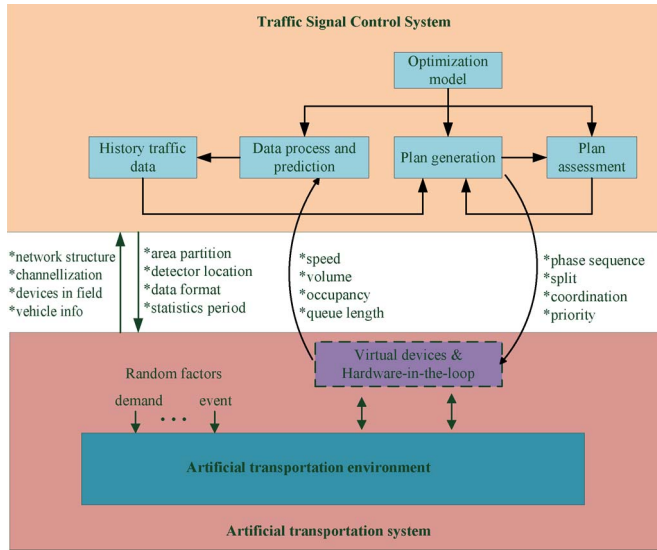 Traffic Signal Control System
Optimization
model
History traffic
data
Data process and
prediction
Plan generation
Plan
assessment
*network structure
*channellization
*devices in field
*vehicle info
*area partition
*detector location
*data format
*statistics period
*speed
*volume
*occupancy
*queue length
*phase sequence
*split
*coordination
*priority
Random factors
demand
• • •
event
Virtual devices &
Hardware-in-the-loop
Artificial transportation environment
Artificial transportation system